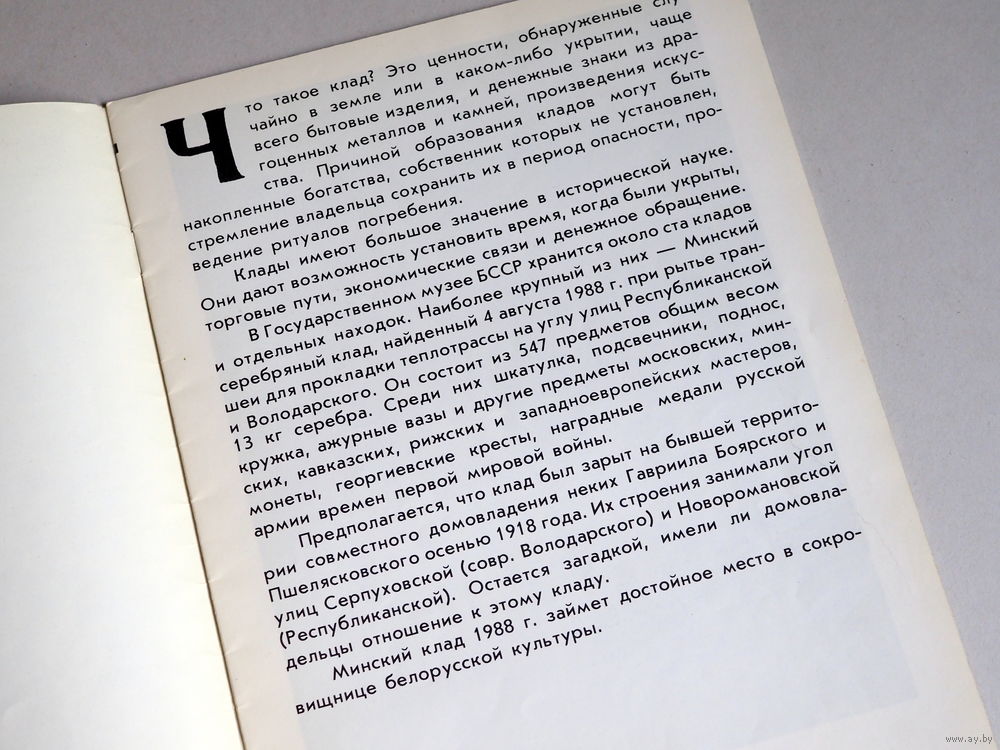 Что такое клад? Это ценности, обнаруженные слу-
чайно в земле или в каком-либо укрытии, чаще
всего бытовые изделия, и денежные знаки из дра-
гоценных металлов и камней, произведения искус-
ства. Причиной образования кладов могут быть
накопленные богатства, собственник которых не установлен,
стремление владельца сохранить их в период опасности, про-
ведение ритуалов погребения.
Клады имеют большое значение в исторической науке.
Они дают возможность установить время, когда были укрыты,
торговые пути, экономические связи и денежное обращение.
В Государственном музее БССР хранится около ста кладов
и отдельных находок. Наиболее крупный из них — Минский
серебряный клад, найденный 4 августа 1988 г. при рытье тран-
шеи для прокладки теплотрассы на углу улиц Республиканской
и Володарского. Он состоит из 547 предметов общим весом
13 кг серебра. Среди них шкатулка, подсвечники, поднос,
кружка, ажурные вазы и другие предметы московских, мин-
ских, кавказских, рижских и западноевропейских мастеров,
монеты, георгиевские кресты, наградные медали русской
армии времен первой мировой войны.
Предполагается, что клад был зарыт на бывшей террито-
рии совместного домовладения неких Гавриила Боярского и
Пшелясковского осенью 1918 года. Их строения занимали угол
улиц Серпуховской (совр. Володарского) и Новоромановской
(Республиканской). Остается загадкой, имели ли домовла-
дельцы отношение к этому кладу.
Минский клад 1988 г. займет достойное место в сокро-
вищнице белорусской культуры.
www.ay.by